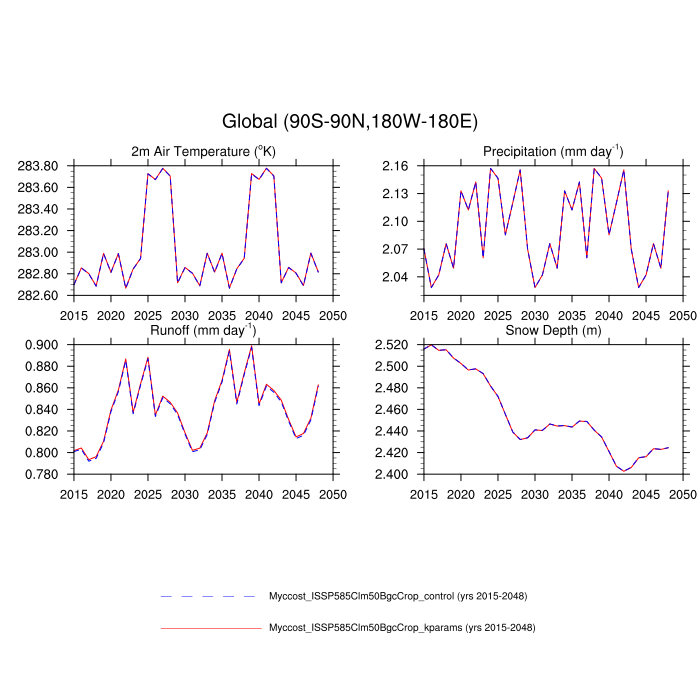 Global (90S-90N,180W-180E)
2m Air Temperature (°K)
283.80
283.60
283.40
283.20
283.00
282.80
282.60
2015 2020 2025 2030 2035 2040 2045 2050
Precipitation (mm day⁻¹)
2.16
2.13
2.10
2.07
2.04
2015 2020 2025 2030 2035 2040 2045 2050
Runoff (mm day⁻¹)
0.900
0.880
0.860
0.840
0.820
0.800
0.780
2015 2020 2025 2030 2035 2040 2045 2050
Snow Depth (m)
2.520
2.500
2.480
2.460
2.440
2.420
2.400
2015 2020 2025 2030 2035 2040 2045 2050
Myccost_ISSP585Clm50BgcCrop_control (yrs 2015-2048)
Myccost_ISSP585Clm50BgcCrop_kparams (yrs 2015-2048)